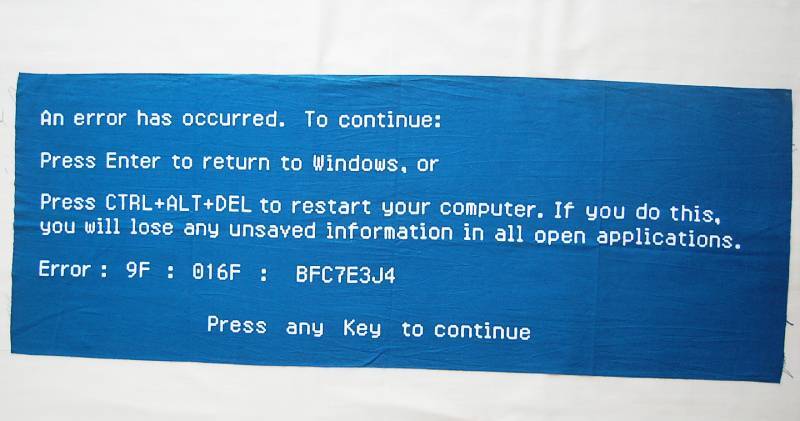 An error has occurred. To continue:
Press Enter to return to Windows, or
Press CTRL+ALT+DEL to restart your computer. If you do this,
you will lose any unsaved information in all open applications.
Error : 9F : 016F : BFC7E3J4
Press any Key to continue